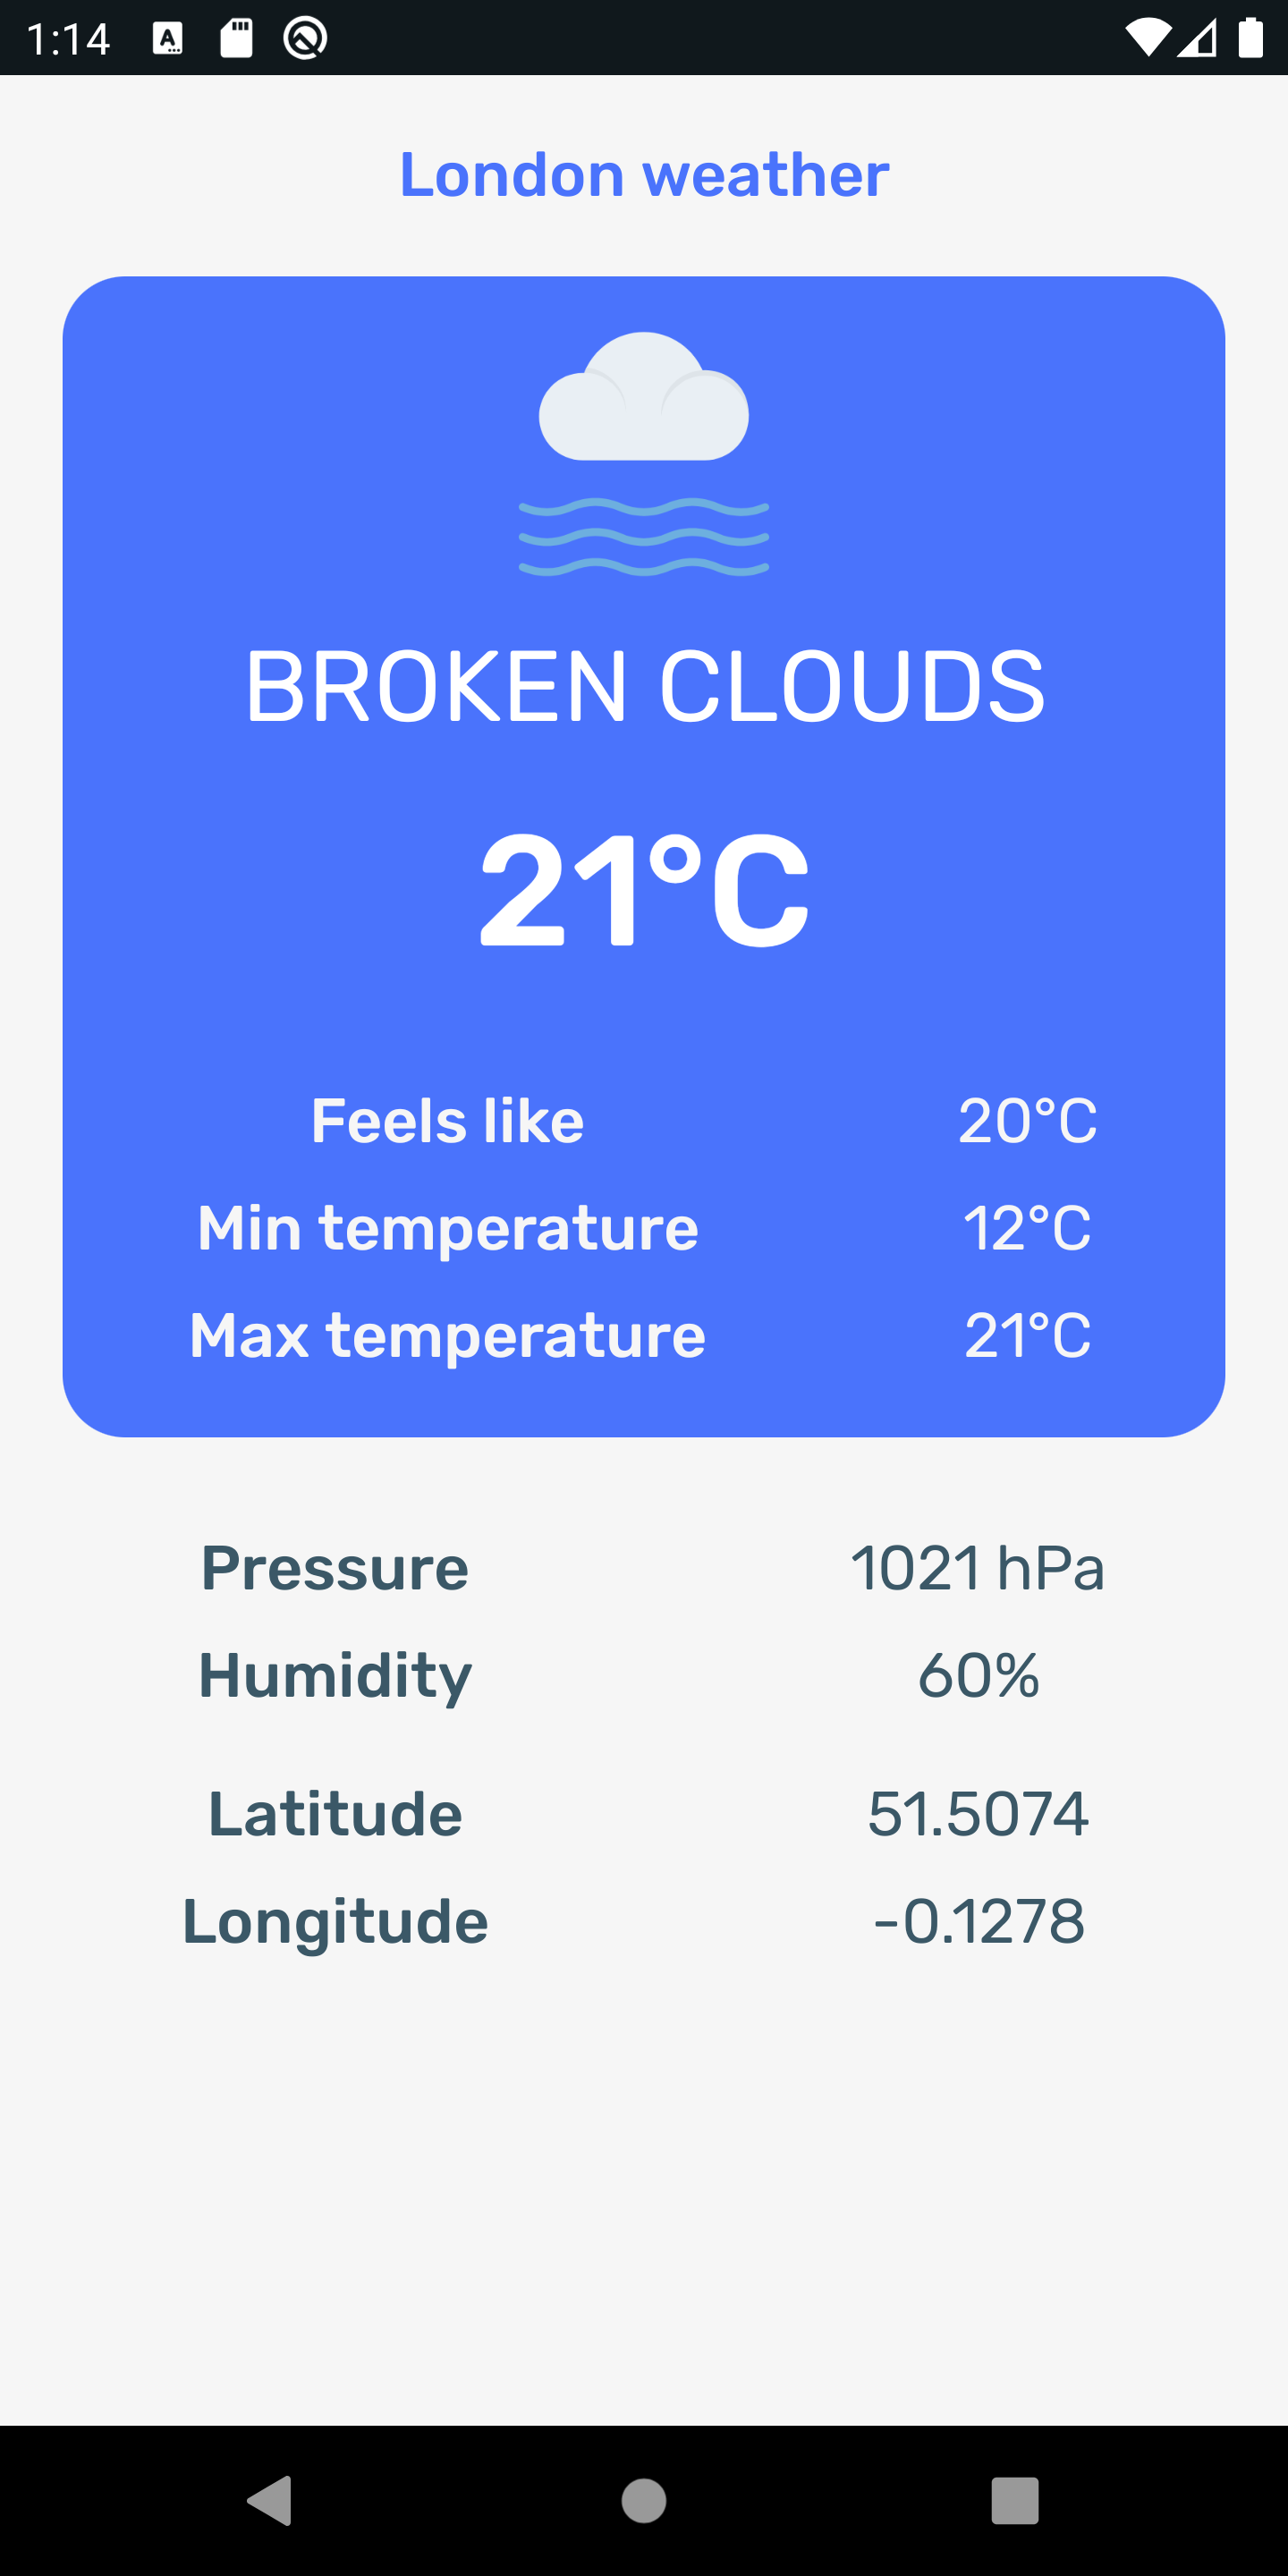 1:14
London weather
BROKEN CLOUDS
21°C
Feels like 20°C
Min temperature 12°C
Max temperature 21°C
Pressure 1021 hPa
Humidity 60%
Latitude 51.5074
Longitude -0.1278